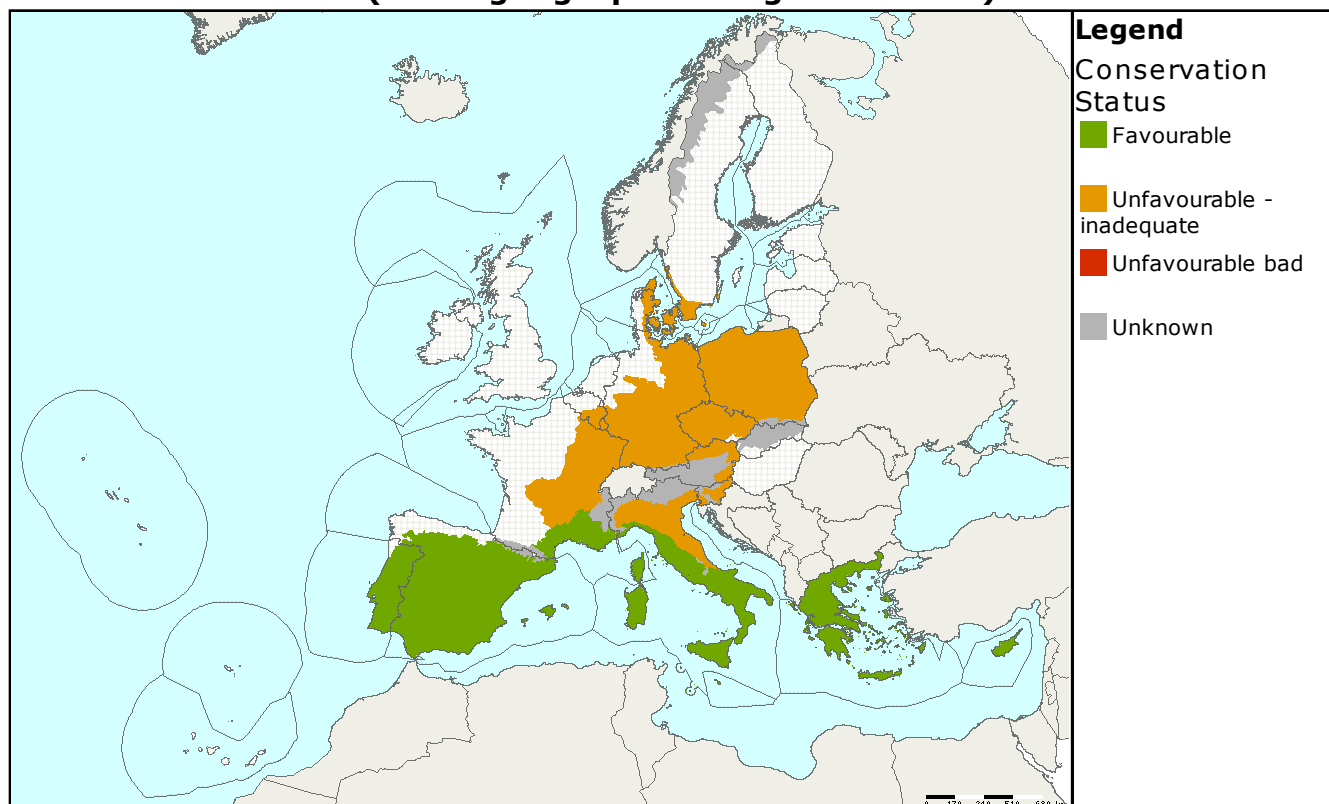 Legend
Conservation
Status
Favourable
Unfavourable -
inadequate
Unfavourable bad
Unknown